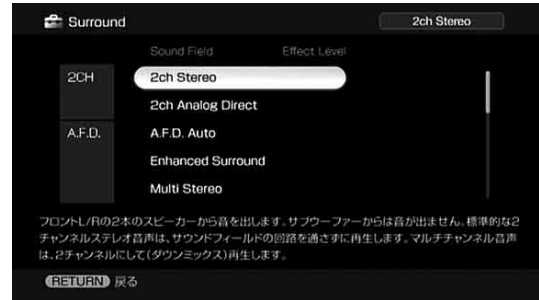 Surround 2ch Stereo
Sound Field Effect Level
2CH 2ch Stereo
2ch Analog Direct
A.F.D. A.F.D. Auto
Enhanced Surround
Multi Stereo
フロントL/Rの2本のスピーカーから音を出します。サブウーファーからは音が出ません。標準的な2
チャンネルステレオ音声は、サウンドフィールドの回路を通さずに再生します。マルチチャンネル音声
は、2チャンネルにして(ダウンミックス)再生します。
RETURN 戻る